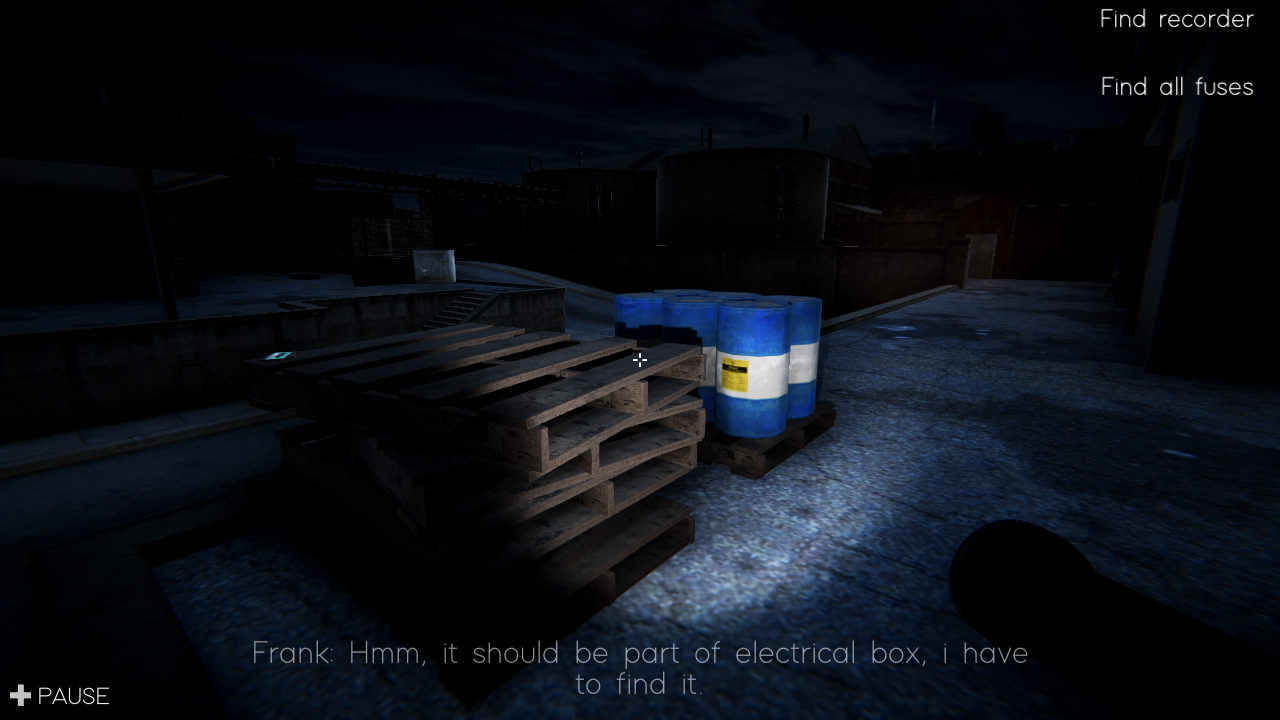 Find recorder
Find all fuses
Frank: Hmm, it should be part of electrical box, i have
to find it.
PAUSE